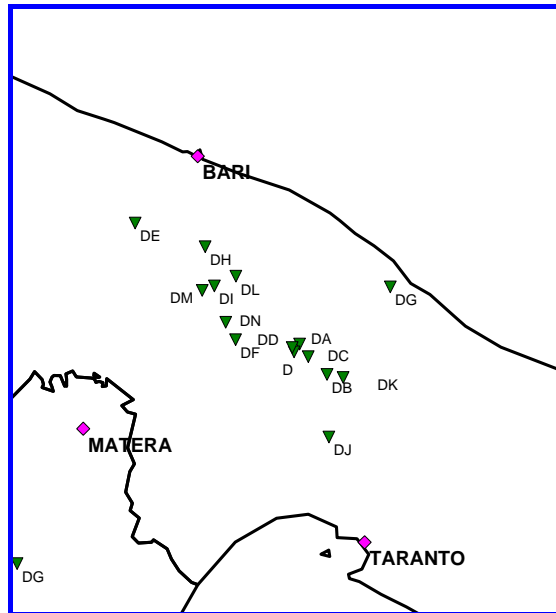 BARI
DE
DH
DL
DM
DI
DG
DN
DD
DA
DF
D
DC
DB
DK
MATERA
DJ
TARANTO
DG